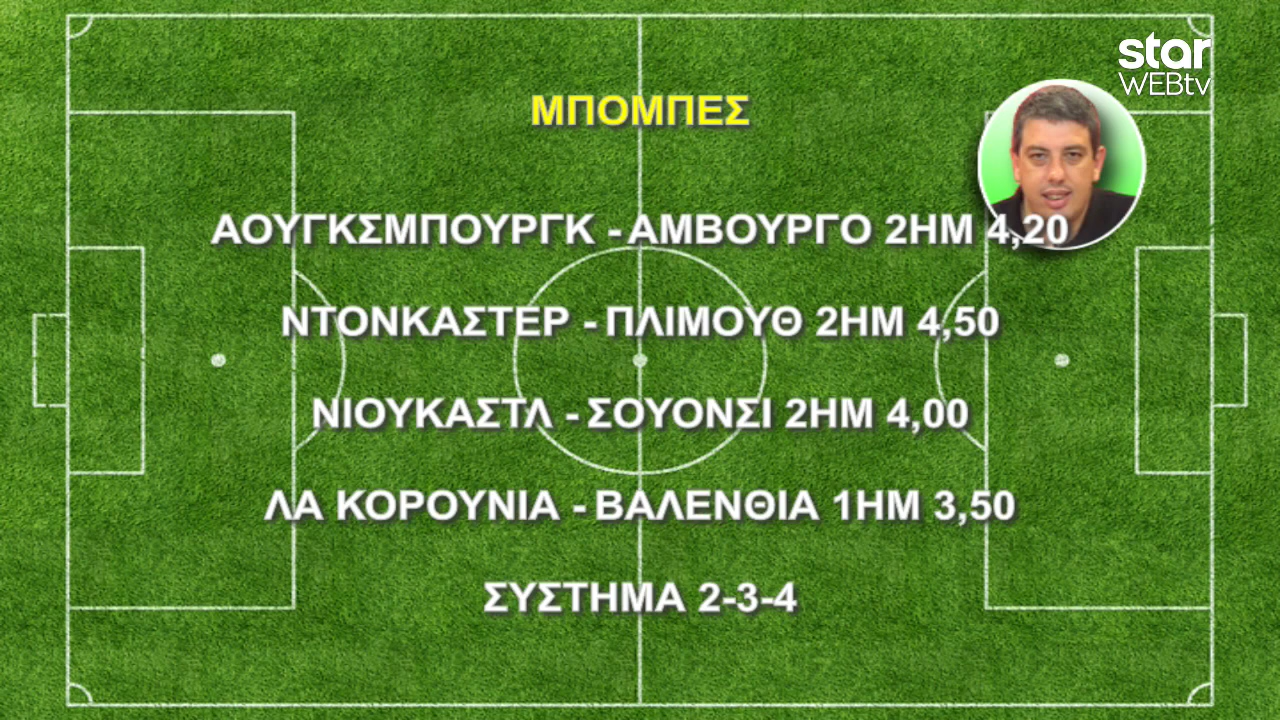 star
WEBtv
ΜΠΟΜΠΕΣ
ΑΟΥΓΚΣΜΠΟΥΡΓΚ - ΑΜΒΟΥΡΓΟ 2ΗΜ 4,20
ΝΤΟΝΚΑΣΤΕΡ - ΠΛΙΜΟΥΘ 2ΗΜ 4,50
ΝΙΟΥΚΑΣΤΛ - ΣΟΥΟΝΣΙ 2ΗΜ 4,00
ΛΑ ΚΟΡΟΥΝΙΑ - ΒΑΛΕΝΘΙΑ 1ΗΜ 3,50
ΣΥΣΤΗΜΑ 2-3-4